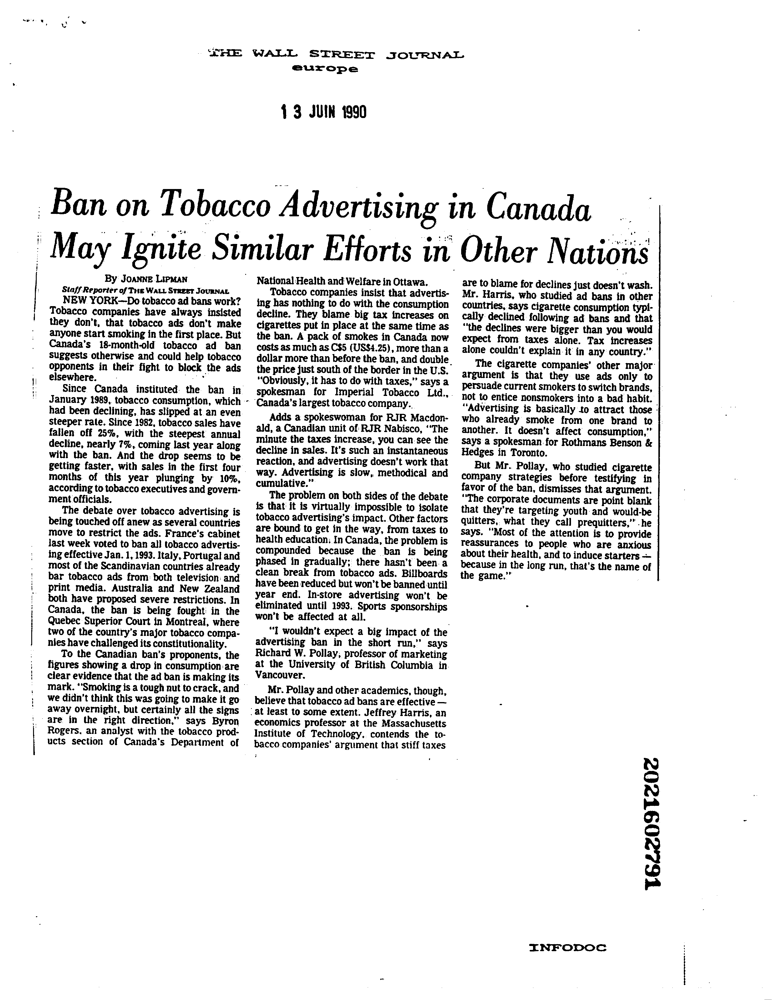 THE WALL STREET JOURNAL
europe
13 JUIN 1990
Ban on Tobacco Advertising in Canada
May Ignite Similar Efforts in Other Nations
By JOANNE LIPMAN
Staff Reporter of THE WALL STREET JOURNAL
NEW YORK—Do tobacco ad bans work?
Tobacco companies have always insisted
they don't, that tobacco ads don't make
anyone start smoking in the first place. But
Canada's 18-month-old tobacco ad ban
suggests otherwise and could help tobacco
opponents in their fight to block the ads
elsewhere.
Since Canada instituted the ban in
January 1989, tobacco consumption, which
had been declining, has slipped at an even
steeper rate. Since 1982, tobacco sales have
fallen off 25%, with the steepest annual
decline, nearly 7%, coming last year along
with the ban. And the drop seems to be
getting faster, with sales in the first four
months of this year plunging by 10%,
according to tobacco executives and govern-
ment officials.
The debate over tobacco advertising is
being touched off anew as several countries
move to restrict the ads. France's cabinet
last week voted to ban all tobacco advertis-
ing effective Jan. 1, 1993. Italy, Portugal and
most of the Scandinavian countries already
bar tobacco ads from both television and
print media. Australia and New Zealand
both have proposed severe restrictions. In
Canada, the ban is being fought in the
Quebec Superior Court in Montreal, where
two of the country's major tobacco compa-
nies have challenged its constitutionality.
To the Canadian ban's proponents, the
figures showing a drop in consumption are
clear evidence that the ad ban is making its
mark. "Smoking is a tough nut to crack, and
we didn't think this was going to make it go
away overnight, but certainly all the signs
are in the right direction," says Byron
Rogers, an analyst with the tobacco prod-
ucts section of Canada's Department of
National Health and Welfare in Ottawa.
Tobacco companies insist that advertis-
ing has nothing to do with the consumption
decline. They blame big tax increases on
cigarettes put in place at the same time as
the ban. A pack of smokes in Canada now
costs as much as C$5 (US$4.25), more than a
dollar more than before the ban, and double
the price just south of the border in the U.S.
"Obviously, it has to do with taxes," says a
spokesman for Imperial Tobacco Ltd.,
Canada's largest tobacco company.
Adds a spokeswoman for RJR Macdon-
ald, a Canadian unit of RJR Nabisco, "The
minute the taxes increase, you can see the
decline in sales. It's such an instantaneous
reaction, and advertising doesn't work that
way. Advertising is slow, methodical and
cumulative."
The problem on both sides of the debate
is that it is virtually impossible to isolate
tobacco advertising's impact. Other factors
are bound to get in the way, from taxes to
health education. In Canada, the problem is
compounded because the ban is being
phased in gradually; there hasn't been a
clean break from tobacco ads. Billboards
have been reduced but won't be banned until
year end. In-store advertising won't be
eliminated until 1993. Sports sponsorships
won't be affected at all.
"I wouldn't expect a big impact of the
advertising ban in the short run," says
Richard W. Pollay, professor of marketing
at the University of British Columbia in
Vancouver.
Mr. Pollay and other academics, though,
believe that tobacco ad bans are effective —
at least to some extent. Jeffrey Harris, an
economics professor at the Massachusetts
Institute of Technology, contends the to-
bacco companies' argument that stiff taxes
are to blame for declines just doesn't wash.
Mr. Harris, who studied ad bans in other
countries, says cigarette consumption typi-
cally declined following ad bans and that
"the declines were bigger than you would
expect from taxes alone. Tax increases
alone couldn't explain it in any country."
The cigarette companies' other major
argument is that they use ads only to
persuade current smokers to switch brands,
not to entice nonsmokers into a bad habit.
"Advertising is basically to attract those
who already smoke from one brand to
another. It doesn't affect consumption,"
says a spokesman for Rothmans Benson &
Hedges in Toronto.
But Mr. Pollay, who studied cigarette
company strategies before testifying in
favor of the ban, dismisses that argument.
"The corporate documents are point blank
that they're targeting youth and would-be
quitters, what they call prequitters," he
says. "Most of the attention is to provide
reassurances to people who are anxious
about their health, and to induce starters —
because in the long run, that's the name of
the game."
2021602791
INFODOC